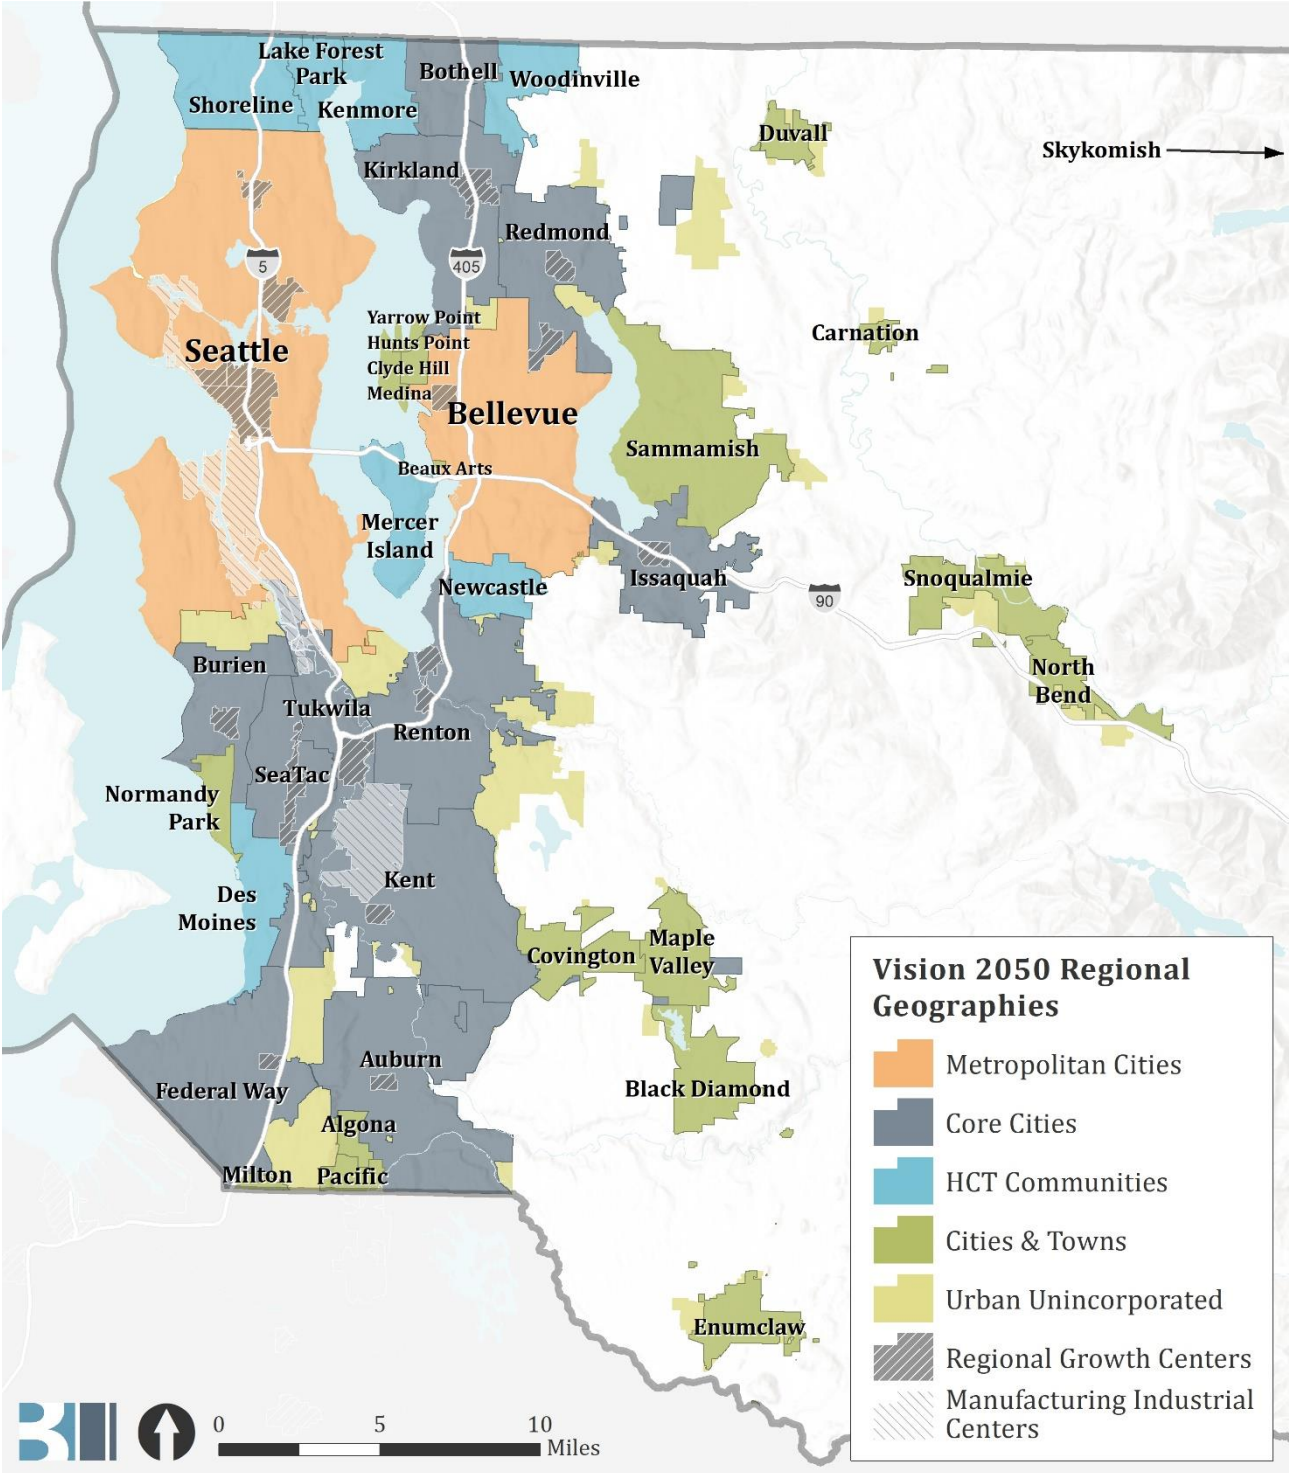 Lake Forest
Park
Bothell
Woodinville
Shoreline
Kenmore
Duvall
Skykomish
Kirkland
Redmond
5
405
Yarrow Point
Hunts Point
Clyde Hill
Medina
Carnation
Seattle
Bellevue
Sammamish
Beaux Arts
Mercer
Island
Newcastle
Issaquah
Snoqualmie
90
Burien
North
Bend
Tukwila
Renton
SeaTac
Normandy
Park
Kent
Des
Moines
Covington
Maple
Valley
Auburn
Federal Way
Black Diamond
Algona
Milton
Pacific
Enumclaw
Vision 2050 Regional
Geographies
Metropolitan Cities
Core Cities
HCT Communities
Cities & Towns
Urban Unincorporated
Regional Growth Centers
Manufacturing Industrial
Centers
0 5 10
Miles